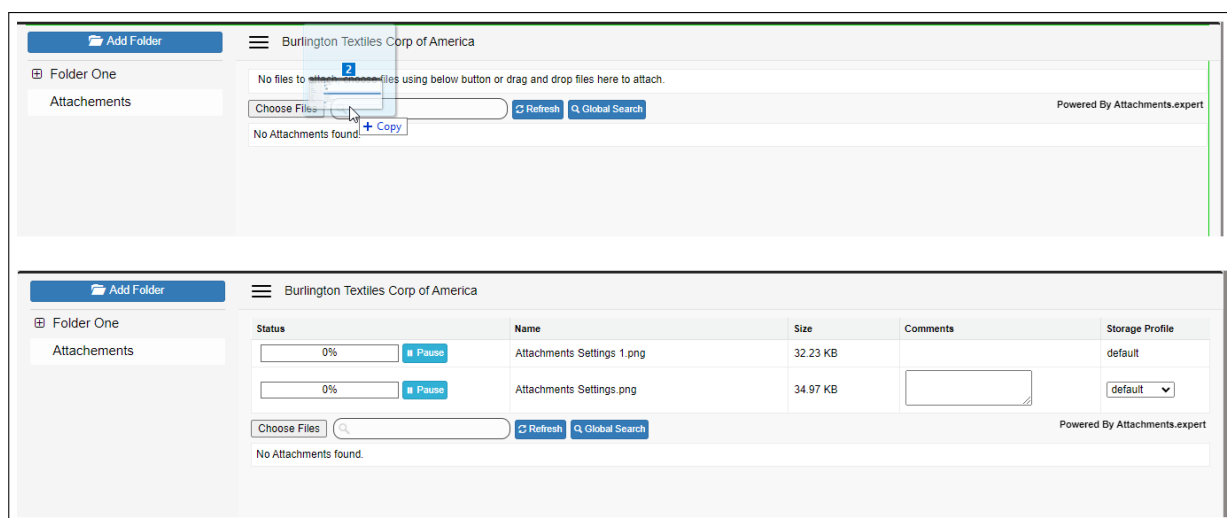 Add Folder
Burlington Textiles Corp of America
Folder One
Attachements
2
No files to attach, choose files using below button or drag and drop files here to attach.
Choose Files
Refresh
Global Search
Powered By Attachments.expert
+ Copy
No Attachments found.
Add Folder
Burlington Textiles Corp of America
Folder One
Attachements
Status Name Size Comments Storage Profile
0% Pause Attachments Settings 1.png 32.23 KB default
0% Pause Attachments Settings.png 34.97 KB default
Choose Files Refresh Global Search Powered By Attachments.expert
No Attachments found.